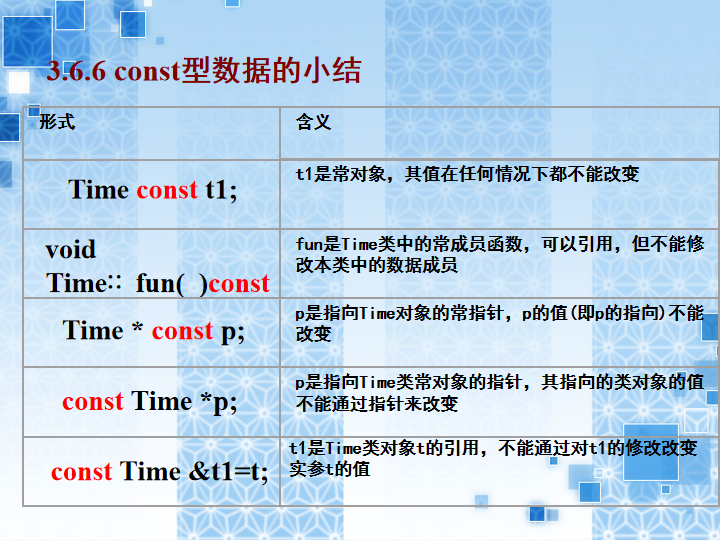 3.6.6 const型数据的小结
形式
含义
Time const t1;
t1是常对象，其值在任何情况下都不能改变
void
Time∷ fun( )const
fun是Time类中的常成员函数，可以引用，但不能修
改本类中的数据成员
Time * const p;
p是指向Time对象的常指针，p的值(即p的指向)不能
改变
const Time *p;
p是指向Time类常对象的指针，其指向的类对象的值
不能通过指针来改变
const Time &t1=t;
t1是Time类对象t的引用，不能通过对t1的修改改变
实参t的值